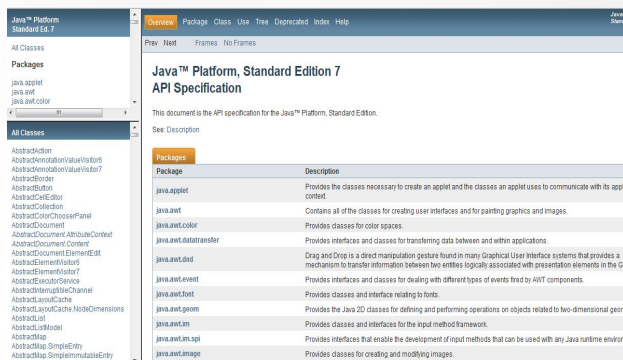 Java™ Platform
Standard Ed. 7
All Classes
Packages
java.applet
java.awt
java.awt.color
All Classes
AbstractAction
AbstractAnnotationValueVisitor6
AbstractAnnotationValueVisitor7
AbstractBorder
AbstractButton
AbstractCellEditor
AbstractCollection
AbstractColorChooserPanel
AbstractDocument
AbstractDocument.AttributeContext
AbstractDocument.Content
AbstractDocument.ElementEdit
AbstractElementVisitor6
AbstractElementVisitor7
AbstractExecutorService
AbstractInterruptibleChannel
AbstractLayoutCache
AbstractLayoutCache.NodeDimensions
AbstractList
AbstractListModel
AbstractMap
AbstractMap.SimpleEntry
AbstractMap.SimpleImmutableEntry
Overview Package Class Use Tree Deprecated Index Help
Java
Stan
Prev Next Frames No Frames
Java™ Platform, Standard Edition 7
API Specification
This document is the API specification for the Java™ Platform, Standard Edition.
See: Description
Packages
Package Description
java.applet Provides the classes necessary to create an applet and the classes an applet uses to communicate with its appl
context.
java.awt Contains all of the classes for creating user interfaces and for painting graphics and images.
java.awt.color Provides classes for color spaces.
java.awt.datatransfer Provides interfaces and classes for transferring data between and within applications.
java.awt.dnd Drag and Drop is a direct manipulation gesture found in many Graphical User Interface systems that provides a
mechanism to transfer information between two entities logically associated with presentation elements in the G
java.awt.event Provides interfaces and classes for dealing with different types of events fired by AWT components.
java.awt.font Provides classes and interface relating to fonts.
java.awt.geom Provides the Java 2D classes for defining and performing operations on objects related to two-dimensional geom
java.awt.im Provides classes and interfaces for the input method framework.
java.awt.im.spi Provides interfaces that enable the development of input methods that can be used with any Java runtime environ
java.awt.image Provides classes for creating and modifying images.